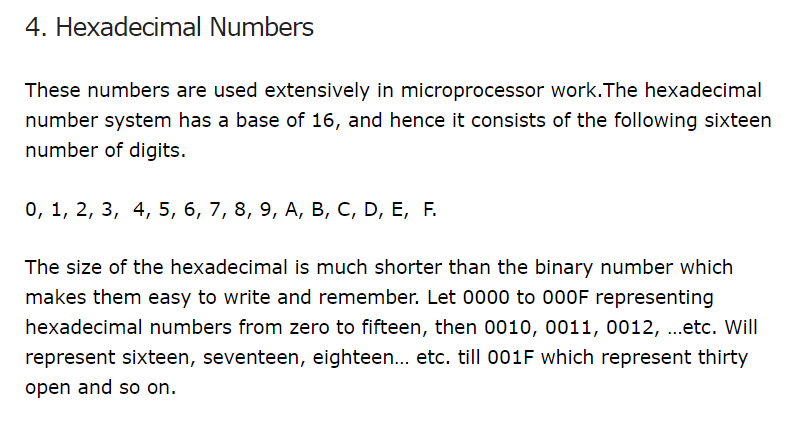 4. Hexadecimal Numbers
These numbers are used extensively in microprocessor work.The hexadecimal
number system has a base of 16, and hence it consists of the following sixteen
number of digits.
0, 1, 2, 3,  4, 5, 6, 7, 8, 9, A, B, C, D, E,  F.
The size of the hexadecimal is much shorter than the binary number which
makes them easy to write and remember. Let 0000 to 000F representing
hexadecimal numbers from zero to fifteen, then 0010, 0011, 0012, …etc. Will
represent sixteen, seventeen, eighteen… etc. till 001F which represent thirty
open and so on.